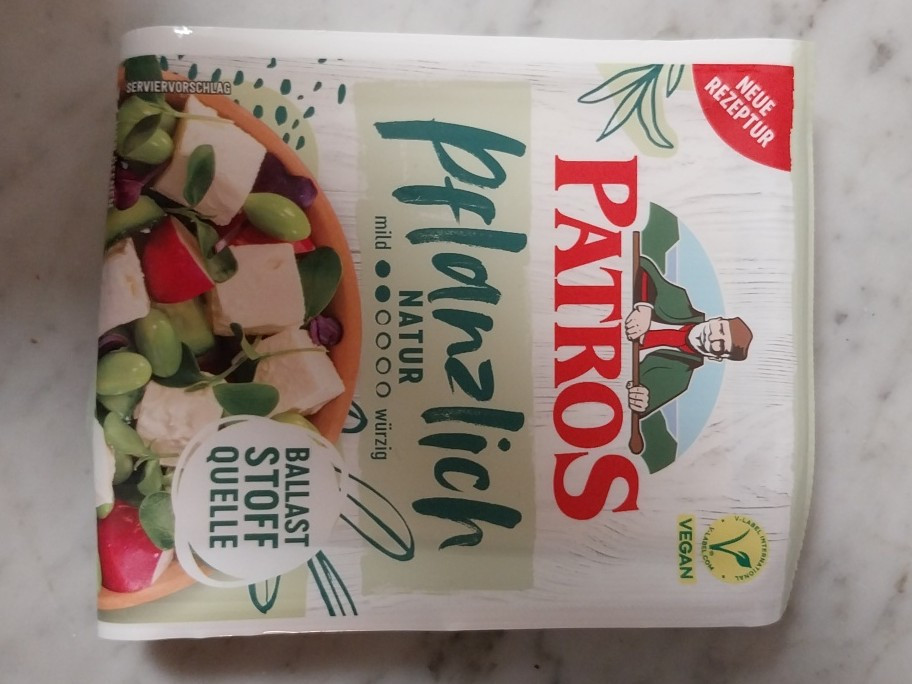 NEUE
REZEPTUR
PATROS
V-LABEL INTERNATIONAL
VEGAN
pflanzlich
NATUR
mild würzig
SERVIERVORSCHLAG
BALLAST
STOFF
QUELLE